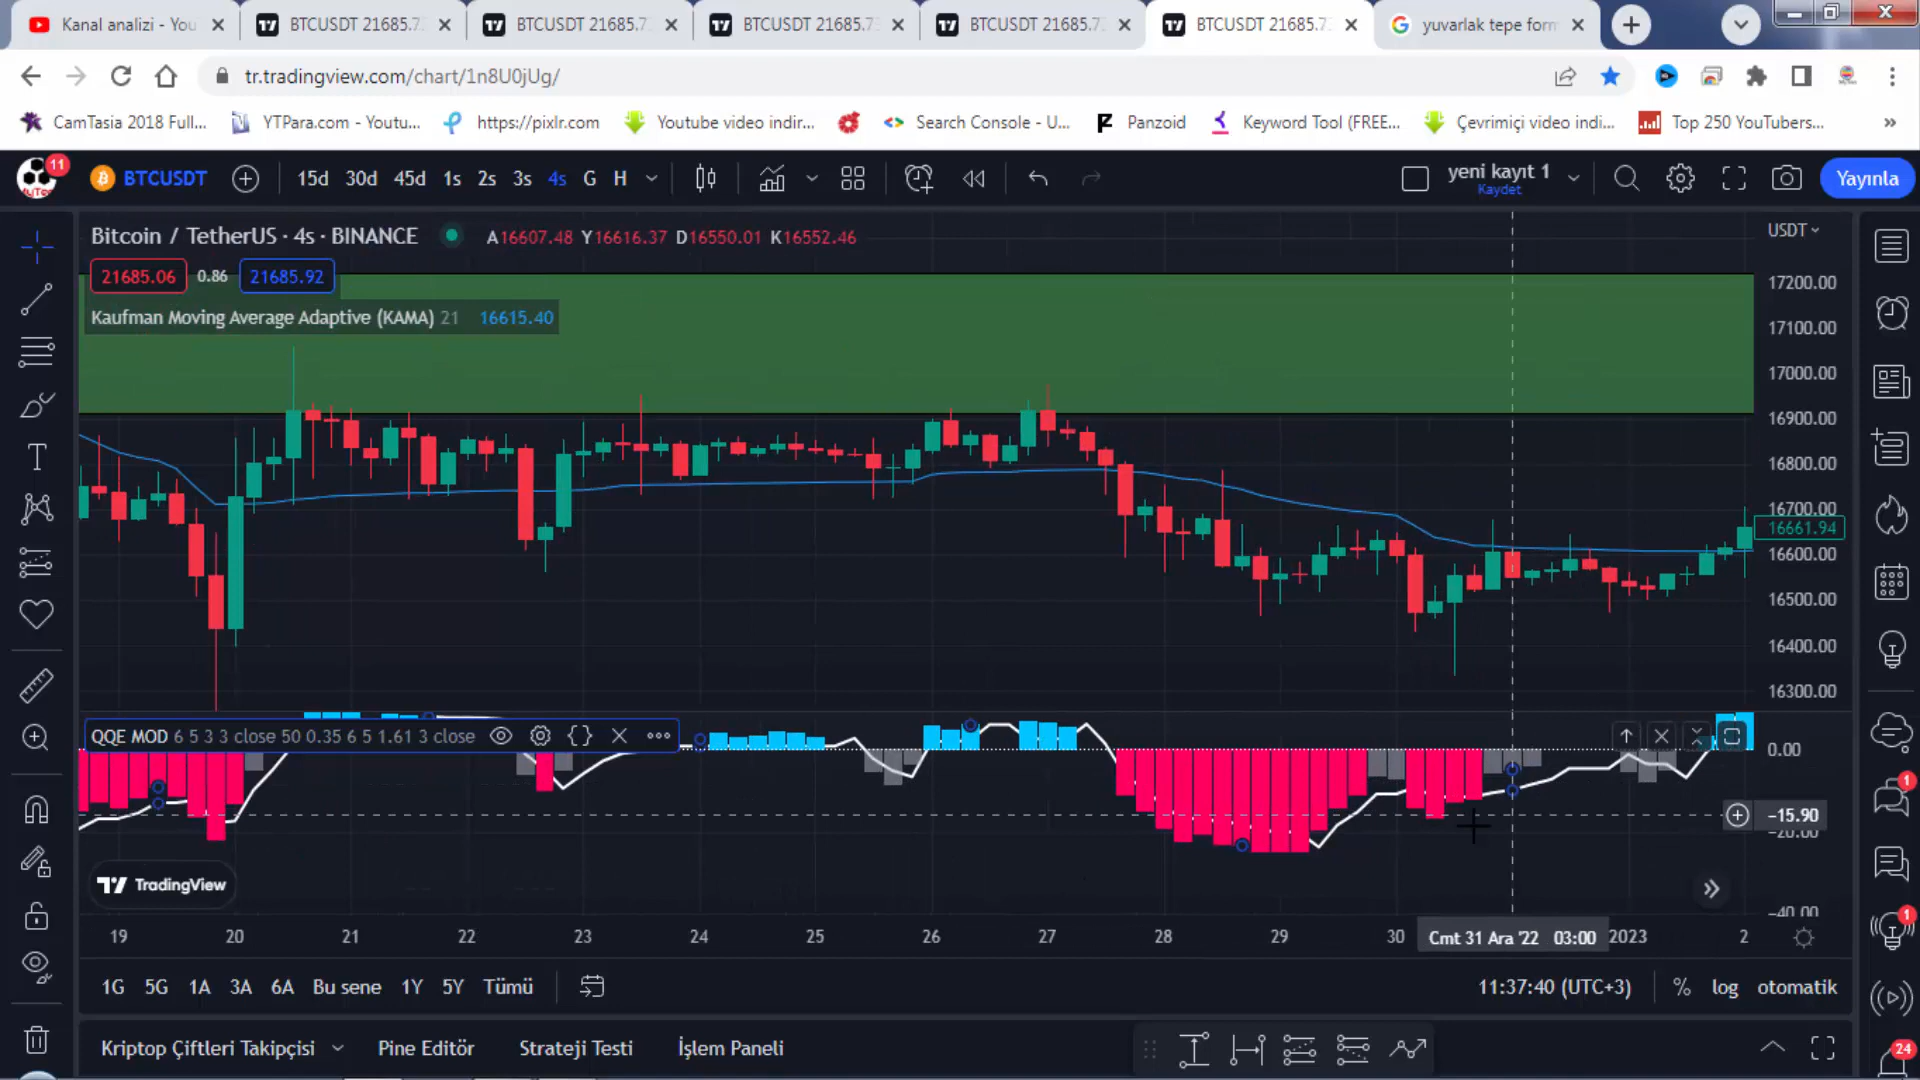 Kanal analizi - You
BTCUSDT 21685.7
BTCUSDT 21685.7
BTCUSDT 21685.7
BTCUSDT 21685.7
BTCUSDT 21685.7
yuvarlak tepe form
tr.tradingview.com/chart/1n8U0jUg/
CamTasia 2018 Full...
YTPara.com - Youtu...
https://pixlr.com
Youtube video indir...
Search Console - U...
Panzoid
Keyword Tool (FREE...
Çevrimiçi video indi...
Top 250 YouTubers...
»
11
BTCUSDT
15d 30d 45d 1s 2s 3s 4s G H
yeni kayıt 1
Kaydet
Yayınla
Bitcoin / TetherUS · 4s · BINANCE
A16607.48 Y16616.37 D16550.01 K16552.46
USDT
21685.06 0.86 21685.92
Kaufman Moving Average Adaptive (KAMA) 21 16615.40
17200.00
17100.00
17000.00
16900.00
16800.00
16700.00
16661.94
16600.00
16500.00
16400.00
16300.00
QQE MOD 6 5 3 3 close 50 0.35 6 5 1.61 3 close
0.00
−15.90
−20.00
−40.00
TradingView
19 20 21 22 23 24 25 26 27 28 29 30 Cmt 31 Ara '22 03:00 2023 2
1G 5G 1A 3A 6A Bu sene 1Y 5Y Tümü
11:37:40 (UTC+3) % log otomatik
Kriptop Çiftleri Takipçisi Pine Editör Strateji Testi İşlem Paneli
1
1
24